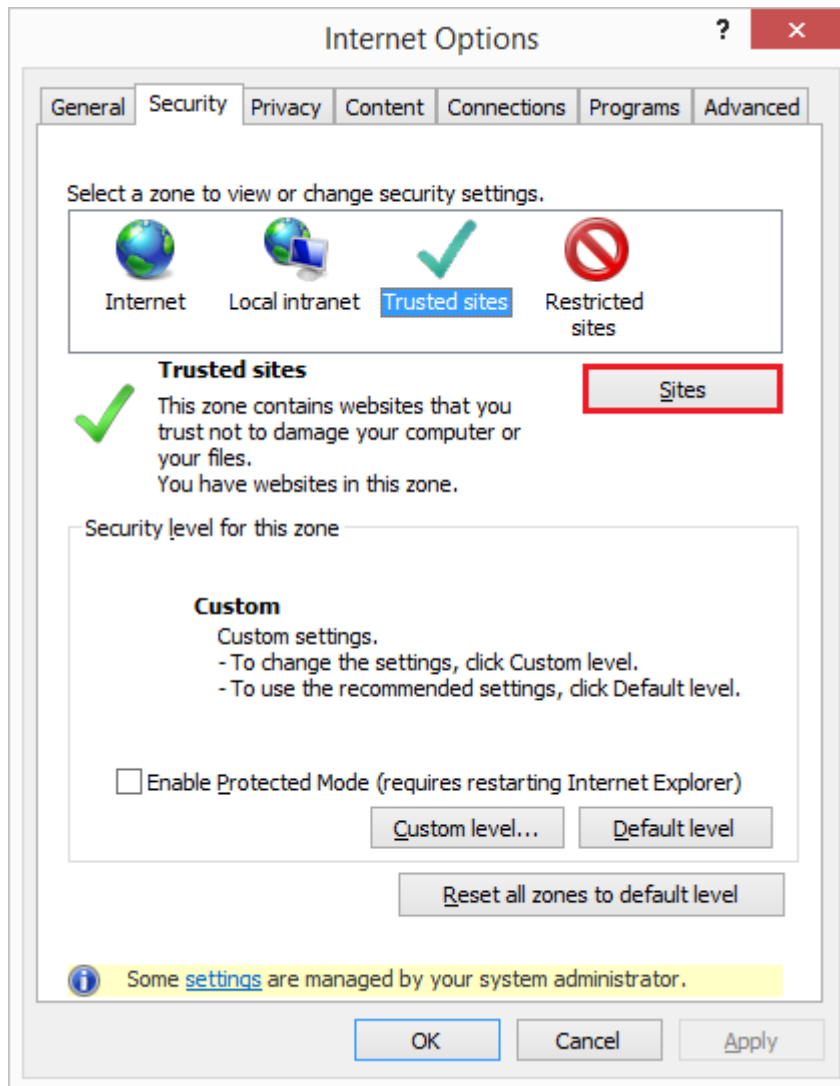 Internet Options
?
General Security Privacy Content Connections Programs Advanced
Select a zone to view or change security settings.
Internet Local intranet Trusted sites Restricted sites
Trusted sites
Sites
This zone contains websites that you
trust not to damage your computer or
your files.
You have websites in this zone.
Security level for this zone
Custom
Custom settings.
- To change the settings, click Custom level.
- To use the recommended settings, click Default level.
Enable Protected Mode (requires restarting Internet Explorer)
Custom level... Default level
Reset all zones to default level
Some settings are managed by your system administrator.
OK Cancel Apply